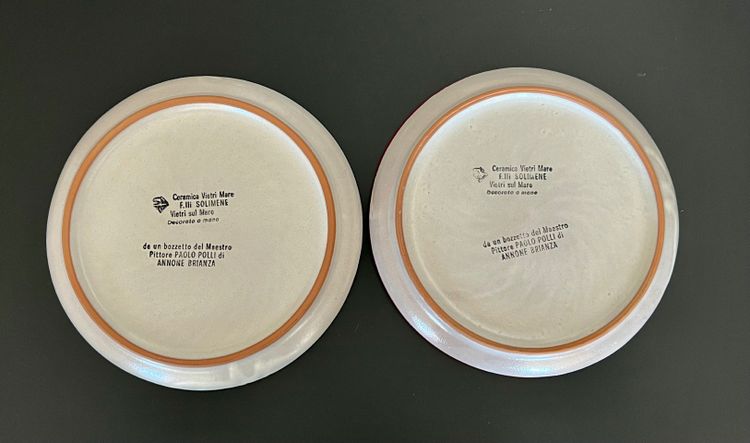 Ceramica Vietri Mare
F.lli SOLIMENE
Vietri sul Mare
Decorato a mano
da un bozzetto del Maestro
Pittore PAOLO POLLI di
ANNONE BRIANZA
Ceramica Vietri Mare
F.lli SOLIMENE
Vietri sul Mare
Decorato a mano
da un bozzetto del Maestro
Pittore PAOLO POLLI di
ANNONE BRIANZA